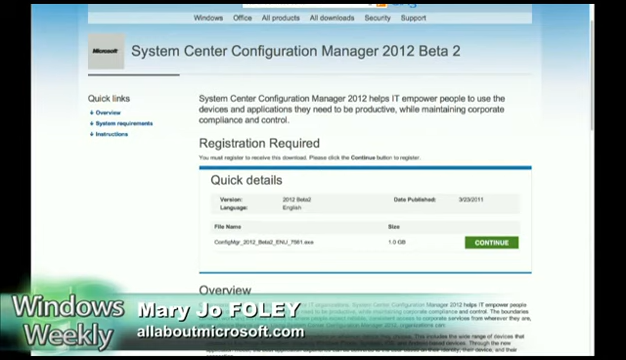 Windows Office All products All downloads Security Support
Microsoft
System Center Configuration Manager 2012 Beta 2
Quick links
Overview
System requirements
Instructions
System Center Configuration Manager 2012 helps IT empower people to use the
devices and applications they need to be productive, while maintaining corporate
compliance and control.
Registration Required
You must register to receive this download. Please click the Continue button to register.
Quick details
Version: 2012 Beta2 Date Published: 3/23/2011
Language: English
File Name Size
ConfigMgr_2012_Beta2_ENU_7561.exe 1.0 GB CONTINUE
Overview
Windows
Weekly
Mary Jo FOLEY
allaboutmicrosoft.com